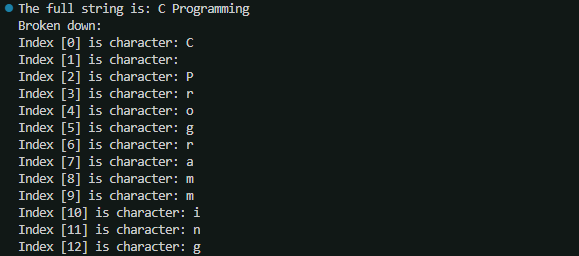 The full string is: C Programming
Broken down:
Index [0] is character: C
Index [1] is character:
Index [2] is character: P
Index [3] is character: r
Index [4] is character: o
Index [5] is character: g
Index [6] is character: r
Index [7] is character: a
Index [8] is character: m
Index [9] is character: m
Index [10] is character: i
Index [11] is character: n
Index [12] is character: g